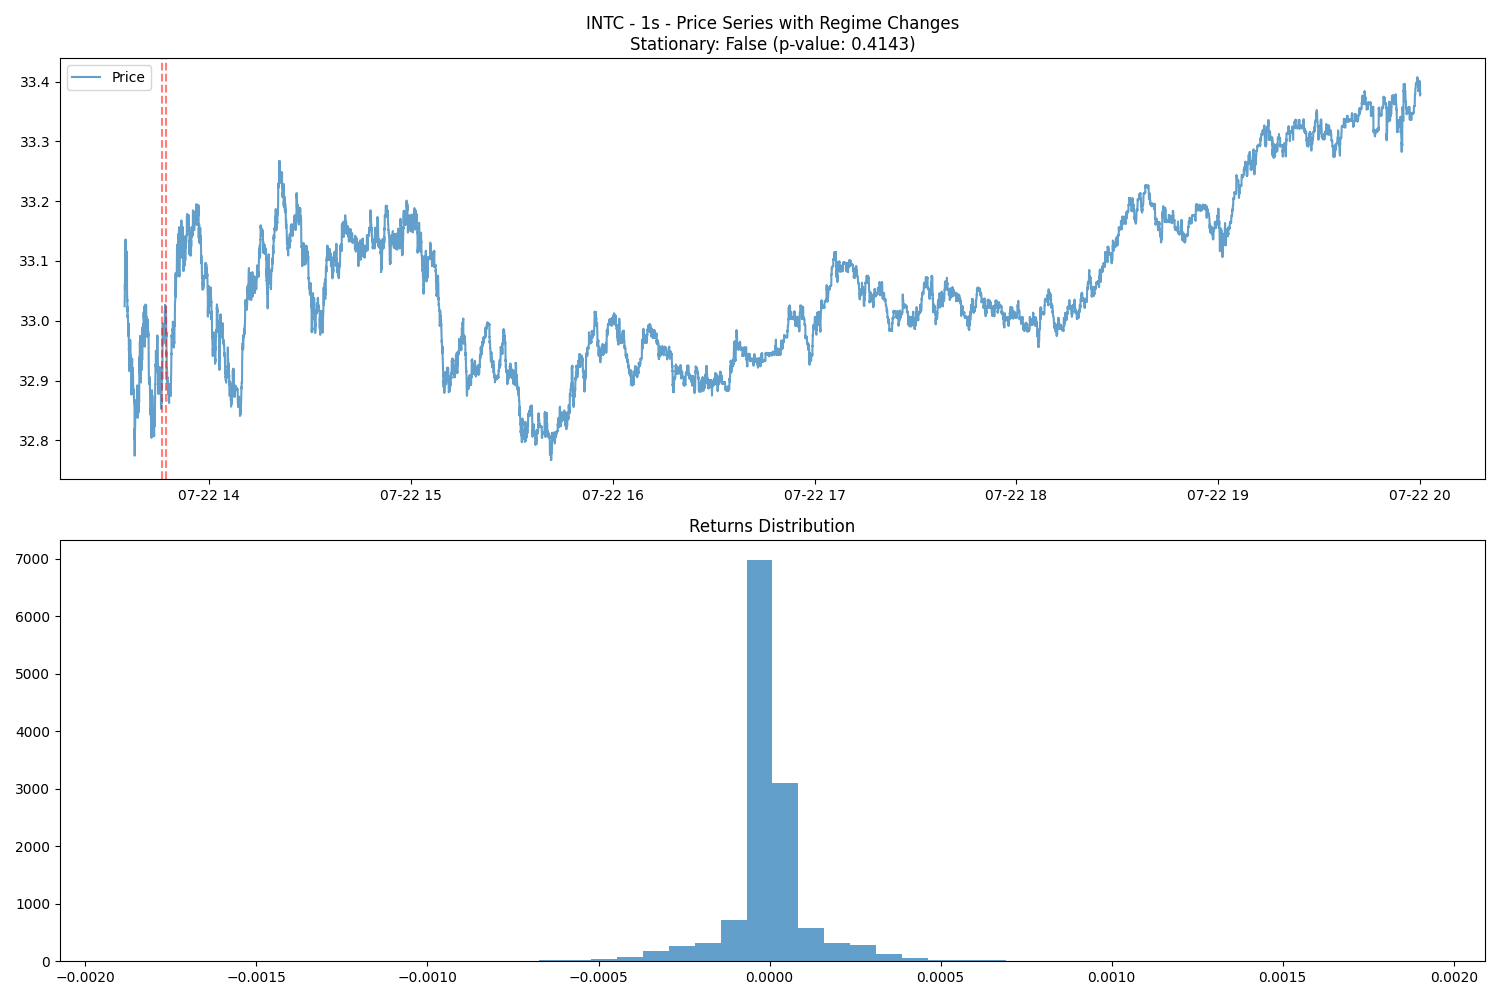 INTC - 1s - Price Series with Regime Changes
Stationary: False (p-value: 0.4143)
Price
33.4
33.3
33.2
33.1
33.0
32.9
32.8
07-22 14 07-22 15 07-22 16 07-22 17 07-22 18 07-22 19 07-22 20
Returns Distribution
7000
6000
5000
4000
3000
2000
1000
0
−0.0020 −0.0015 −0.0010 −0.0005 0.0000 0.0005 0.0010 0.0015 0.0020